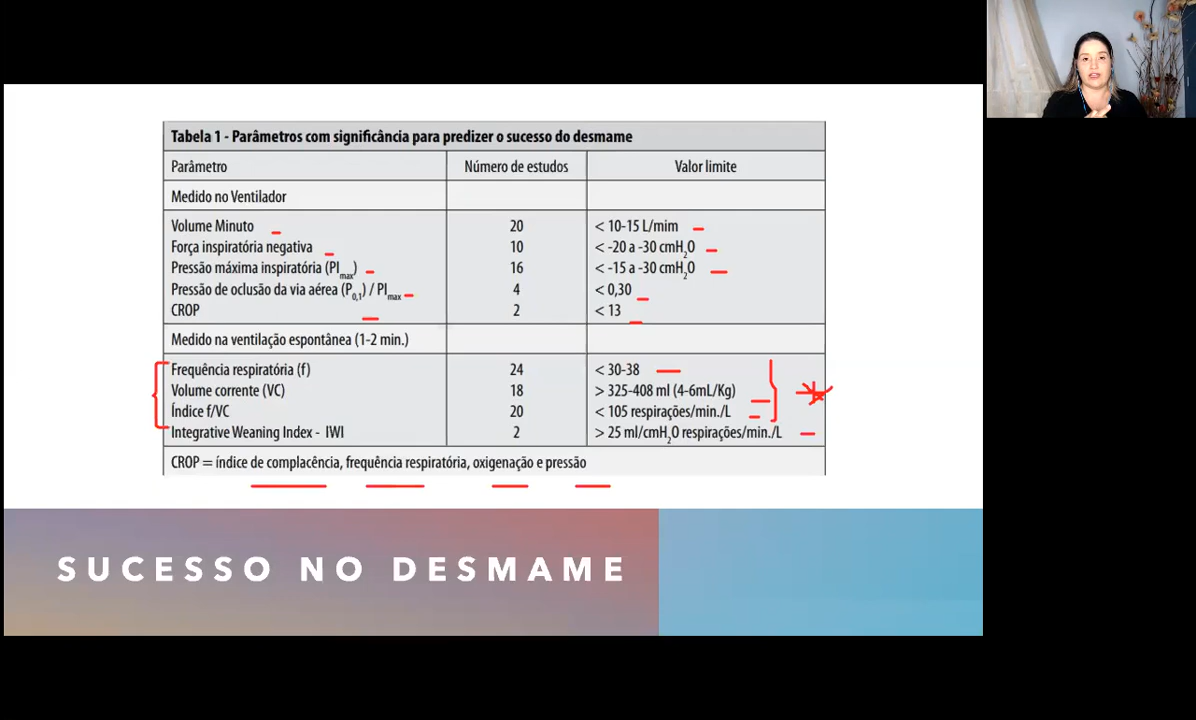 Tabela 1 - Parâmetros com significância para predizer o sucesso do desmame
Parâmetro Número de estudos Valor limite
Medido no Ventilador
Volume Minuto 20 < 10-15 L/mim
Força inspiratória negativa 10 < -20 a -30 cmH2O
Pressão máxima inspiratória (PImax) 16 < -15 a -30 cmH2O
Pressão de oclusão da via aérea (P0,1) / PImax 4 < 0,30
CROP 2 < 13
Medido na ventilação espontânea (1-2 min.)
Frequência respiratória (f) 24 < 30-38
Volume corrente (VC) 18 > 325-408 ml (4-6mL/Kg)
Índice f/VC 20 < 105 respirações/min./L
Integrative Weaning Index - IWI 2 > 25 ml/cmH2O respirações/min./L
CROP = índice de complacência, frequência respiratória, oxigenação e pressão
SUCESSO NO DESMAME